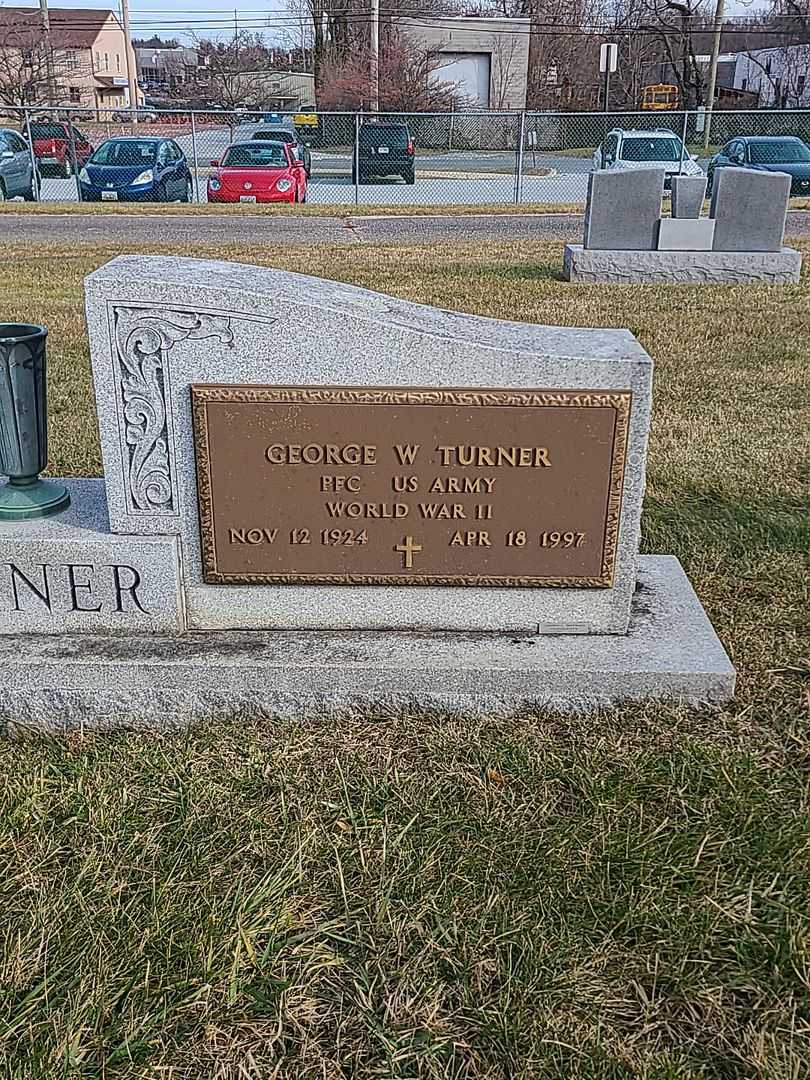 GEORGE W TURNER
PFC US ARMY
WORLD WAR II
NOV 12 1924 APR 18 1997
NER